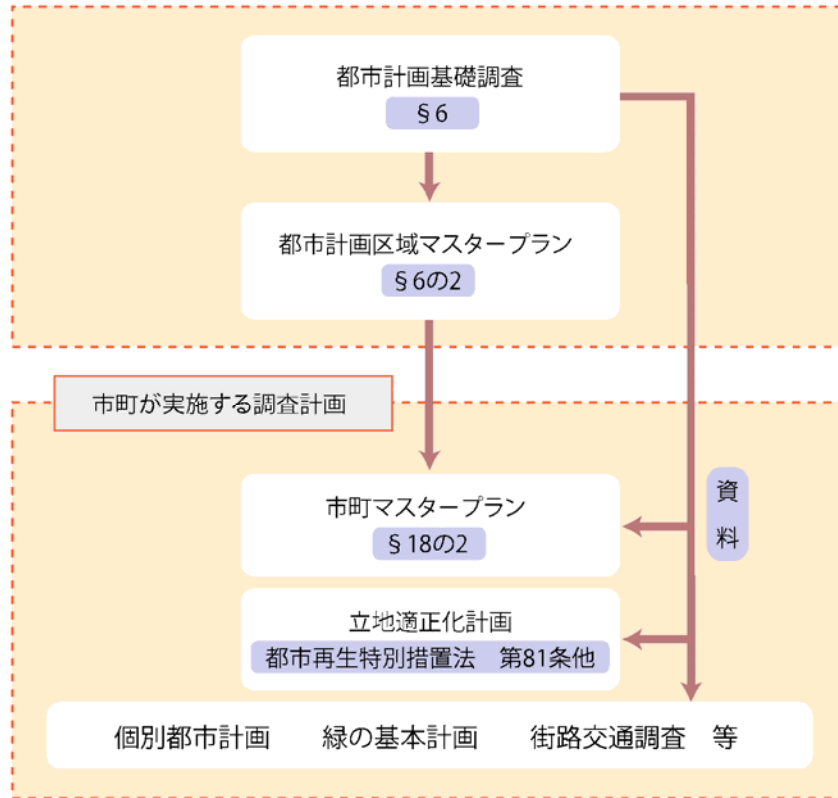 都市計画基礎調査
§6
都市計画区域マスタープラン
§6の2
市町が実施する調査計画
市町マスタープラン
§18の2
資料
立地適正化計画
都市再生特別措置法　第81条他
個別都市計画　　緑の基本計画　　街路交通調査　等